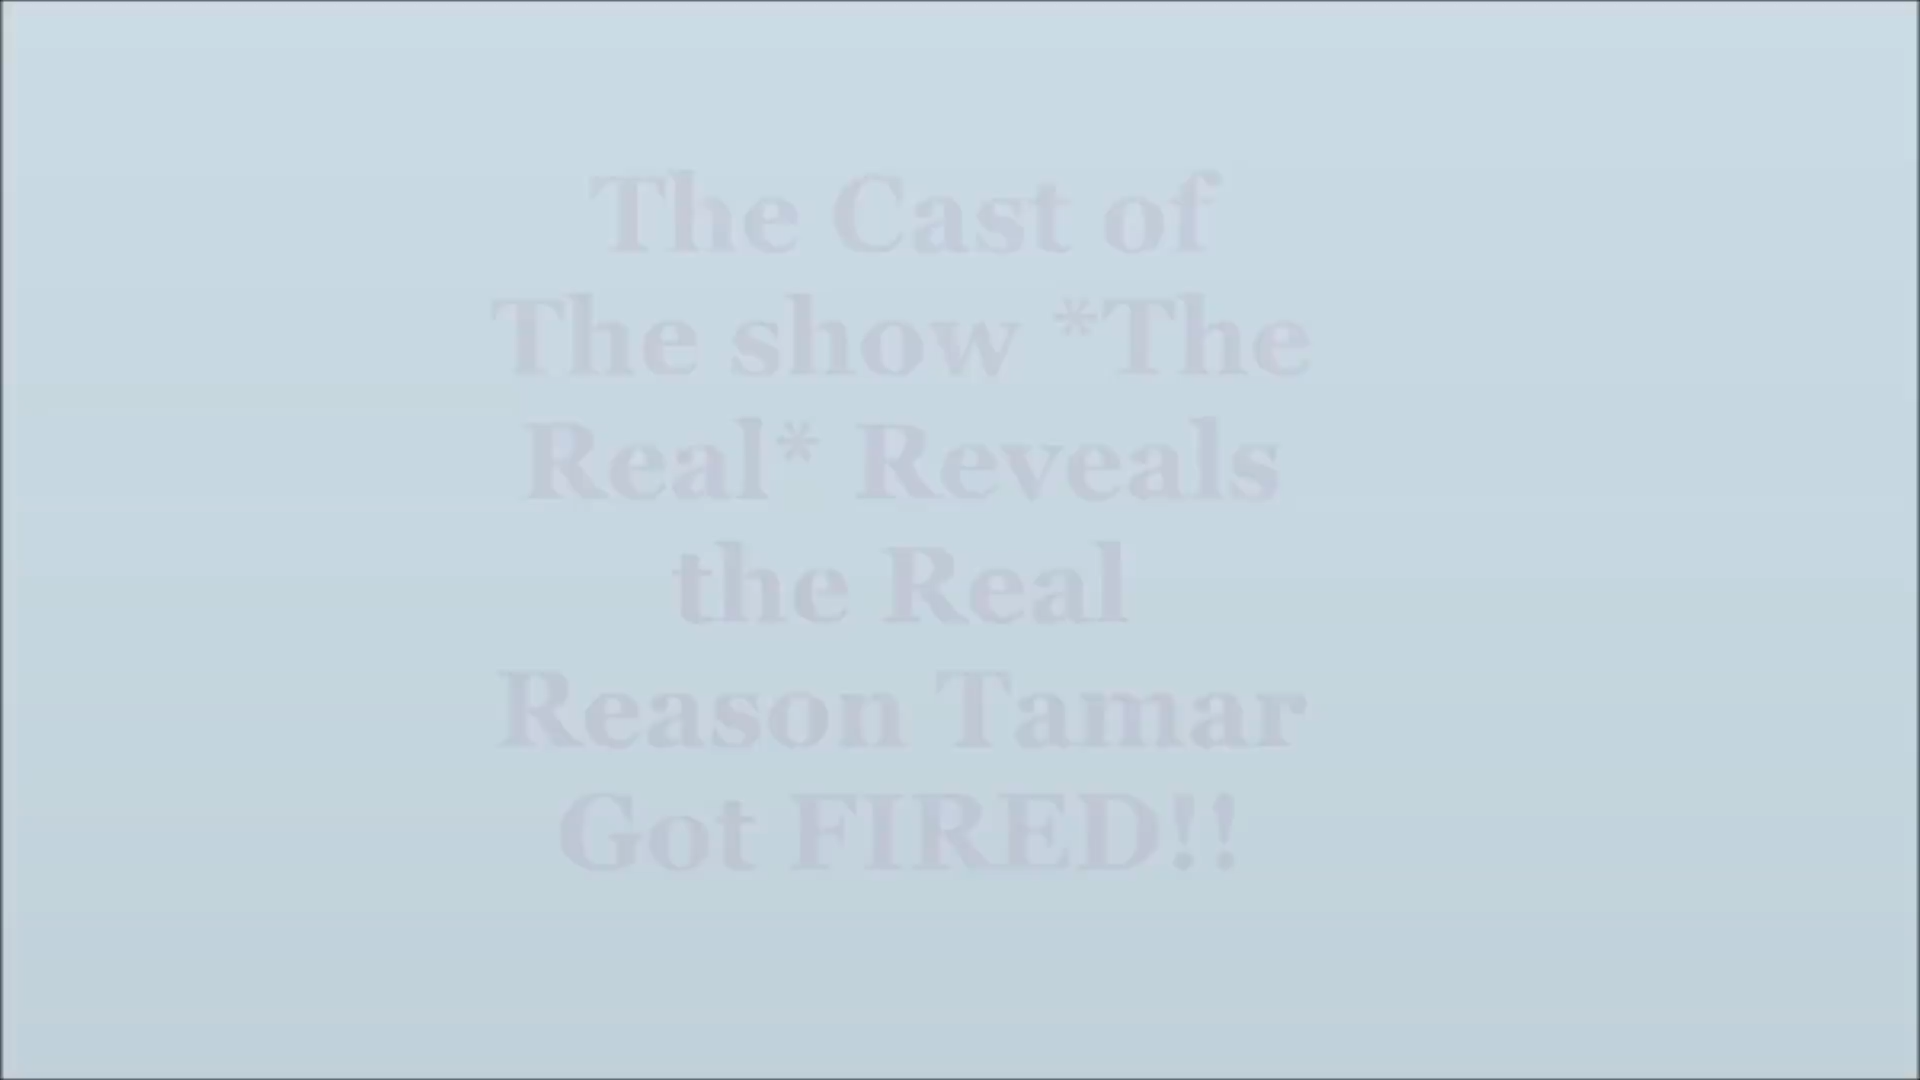 The Cast of
The show *The
Real* Reveals
the Real
Reason Tamar
Got FIRED!!